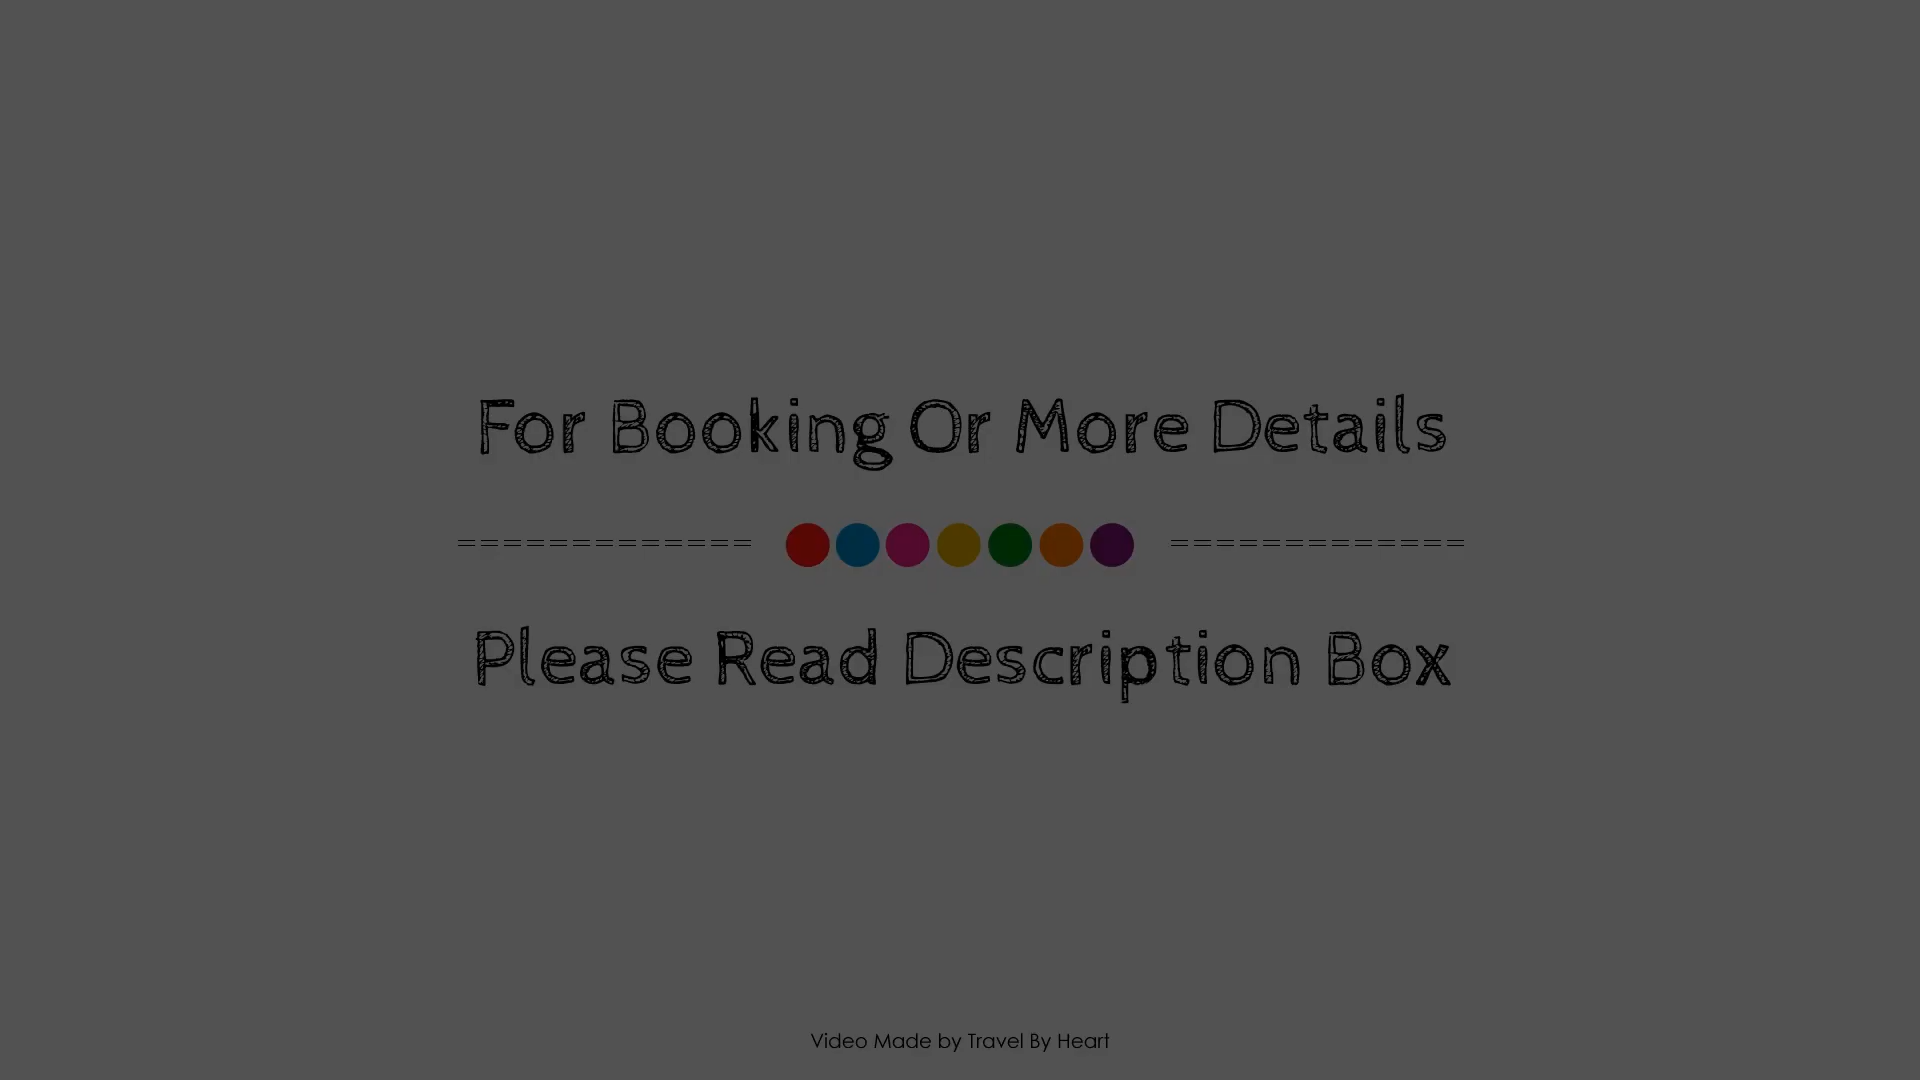 For Booking Or More Details
============= =============
Please Read Description Box
Video Made by Travel By Heart